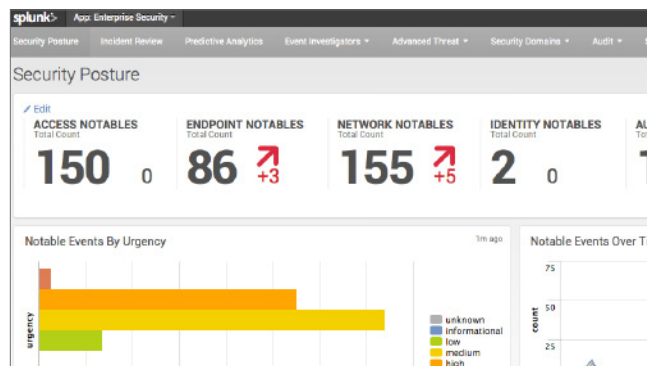 splunk> App: Enterprise Security
Security Posture Incident Review Predictive Analytics Event Investigators Advanced Threat Security Domains Audit
Security Posture
Edit
ACCESS NOTABLES ENDPOINT NOTABLES NETWORK NOTABLES IDENTITY NOTABLES
Total Count Total Count Total Count Total Count
150 0 86 +3 155 +5 2 0
Notable Events By Urgency 1m ago Notable Events Over
75
50
25
count
urgency
unknown
informational
low
medium
high